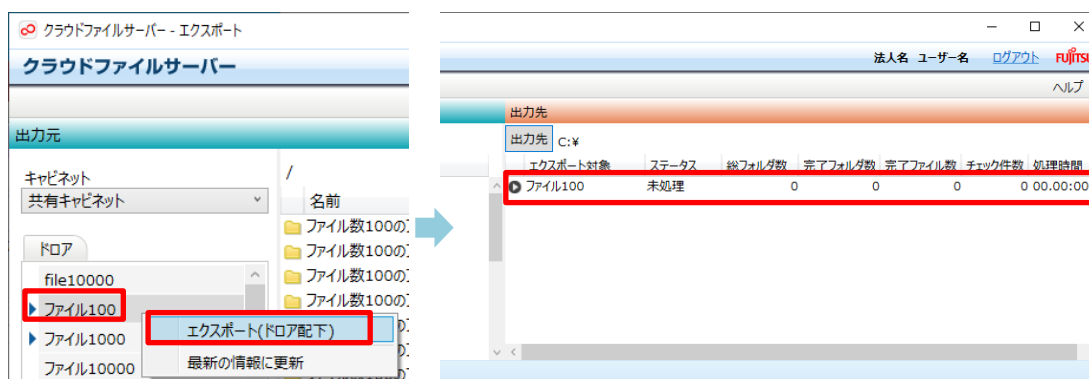 クラウドファイルサーバー - エクスポート
クラウドファイルサーバー
出力元
キャビネット
共有キャビネット
ドロア
file10000
ファイル100
ファイル1000
ファイル10000
/
名前
ファイル数100の
ファイル数100の
ファイル数100の
ファイル数100の
エクスポート(ドロア配下)
最新の情報に更新
法人名 ユーザー名 ログアウト FUJITSU
ヘルプ
出力先
出力先 C:¥
エクスポート対象 ステータス 総フォルダ数 完了フォルダ数 完了ファイル数 チェック件数 処理時間
ファイル100 未処理 0 0 0 0 00.00:00